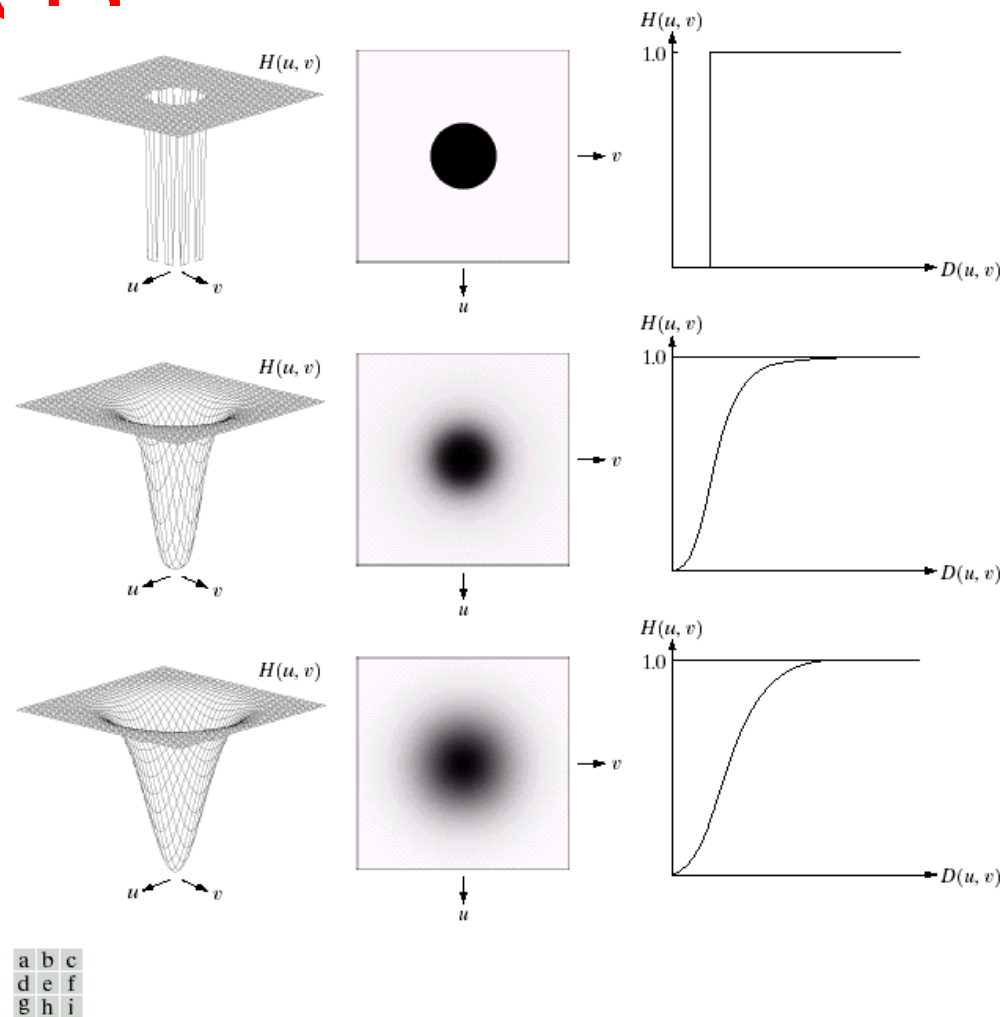 H(u, v)
H(u, v)
1.0
v
D(u, v)
u
v
u
H(u, v)
H(u, v)
1.0
v
D(u, v)
u
v
u
H(u, v)
H(u, v)
1.0
v
D(u, v)
u
v
u
a b c
d e f
g h i